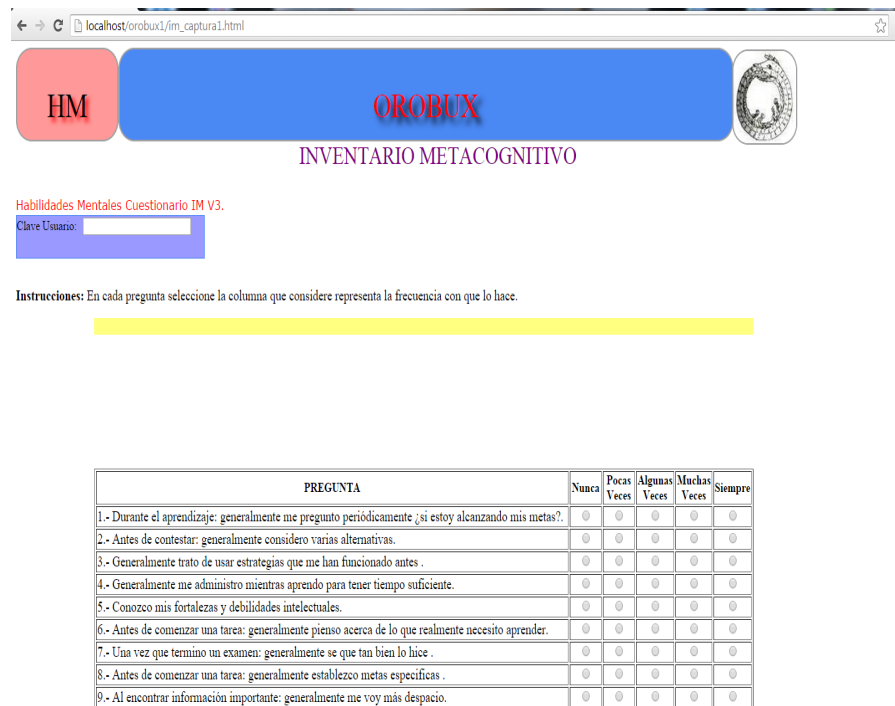 localhost/orobux1/im_captura1.html
HM
OROBUX
INVENTARIO METACOGNITIVO
Habilidades Mentales Cuestionario IM V3.
Clave Usuario:
Instrucciones: En cada pregunta seleccione la columna que considere representa la frecuencia con que lo hace.
PREGUNTA Nunca Pocas Veces Algunas Veces Muchas Veces Siempre
1.- Durante el aprendizaje: generalmente me pregunto periódicamente ¿si estoy alcanzando mis metas?.
2.- Antes de contestar: generalmente considero varias alternativas.
3.- Generalmente trato de usar estrategias que me han funcionado antes .
4.- Generalmente me administro mientras aprendo para tener tiempo suficiente.
5.- Conozco mis fortalezas y debilidades intelectuales.
6.- Antes de comenzar una tarea: generalmente pienso acerca de lo que realmente necesito aprender.
7.- Una vez que termino un examen: generalmente se que tan bien lo hice .
8.- Antes de comenzar una tarea: generalmente establezco metas especificas .
9.- Al encontrar información importante: generalmente me voy más despacio.